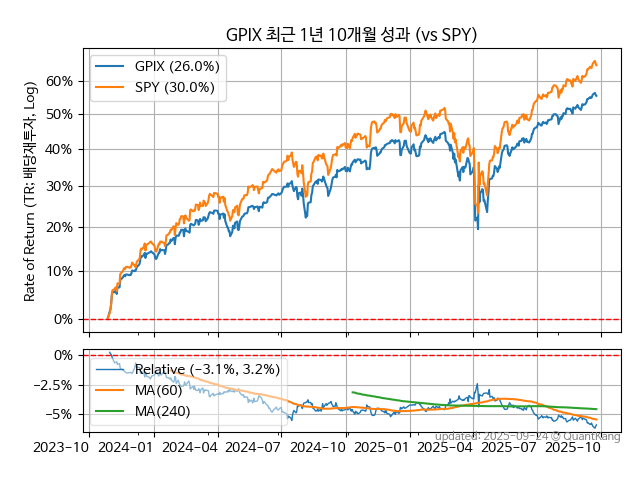 GPIX 최근 1년 10개월 성과 (vs SPY)
GPIX (26.0%)
SPY (30.0%)
60%
50%
40%
30%
20%
10%
0%
Rate of Return (TR; 배당재투자, Log)
0%
−2.5%
−5%
Relative (−3.1%, 3.2%)
MA(60)
MA(240)
updated: 2025-09-24 © QuantKang
2023-10 2024-01 2024-04 2024-07 2024-10 2025-01 2025-04 2025-07 2025-10